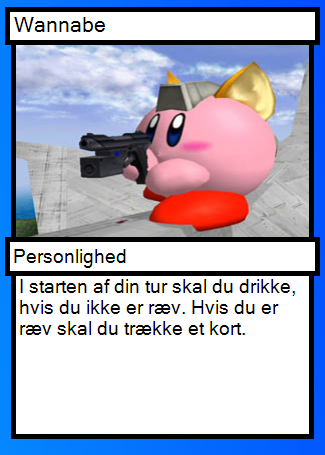 Wannabe
Personlighed
I starten af din tur skal du drikke,
hvis du ikke er ræv. Hvis du er
ræv skal du trække et kort.